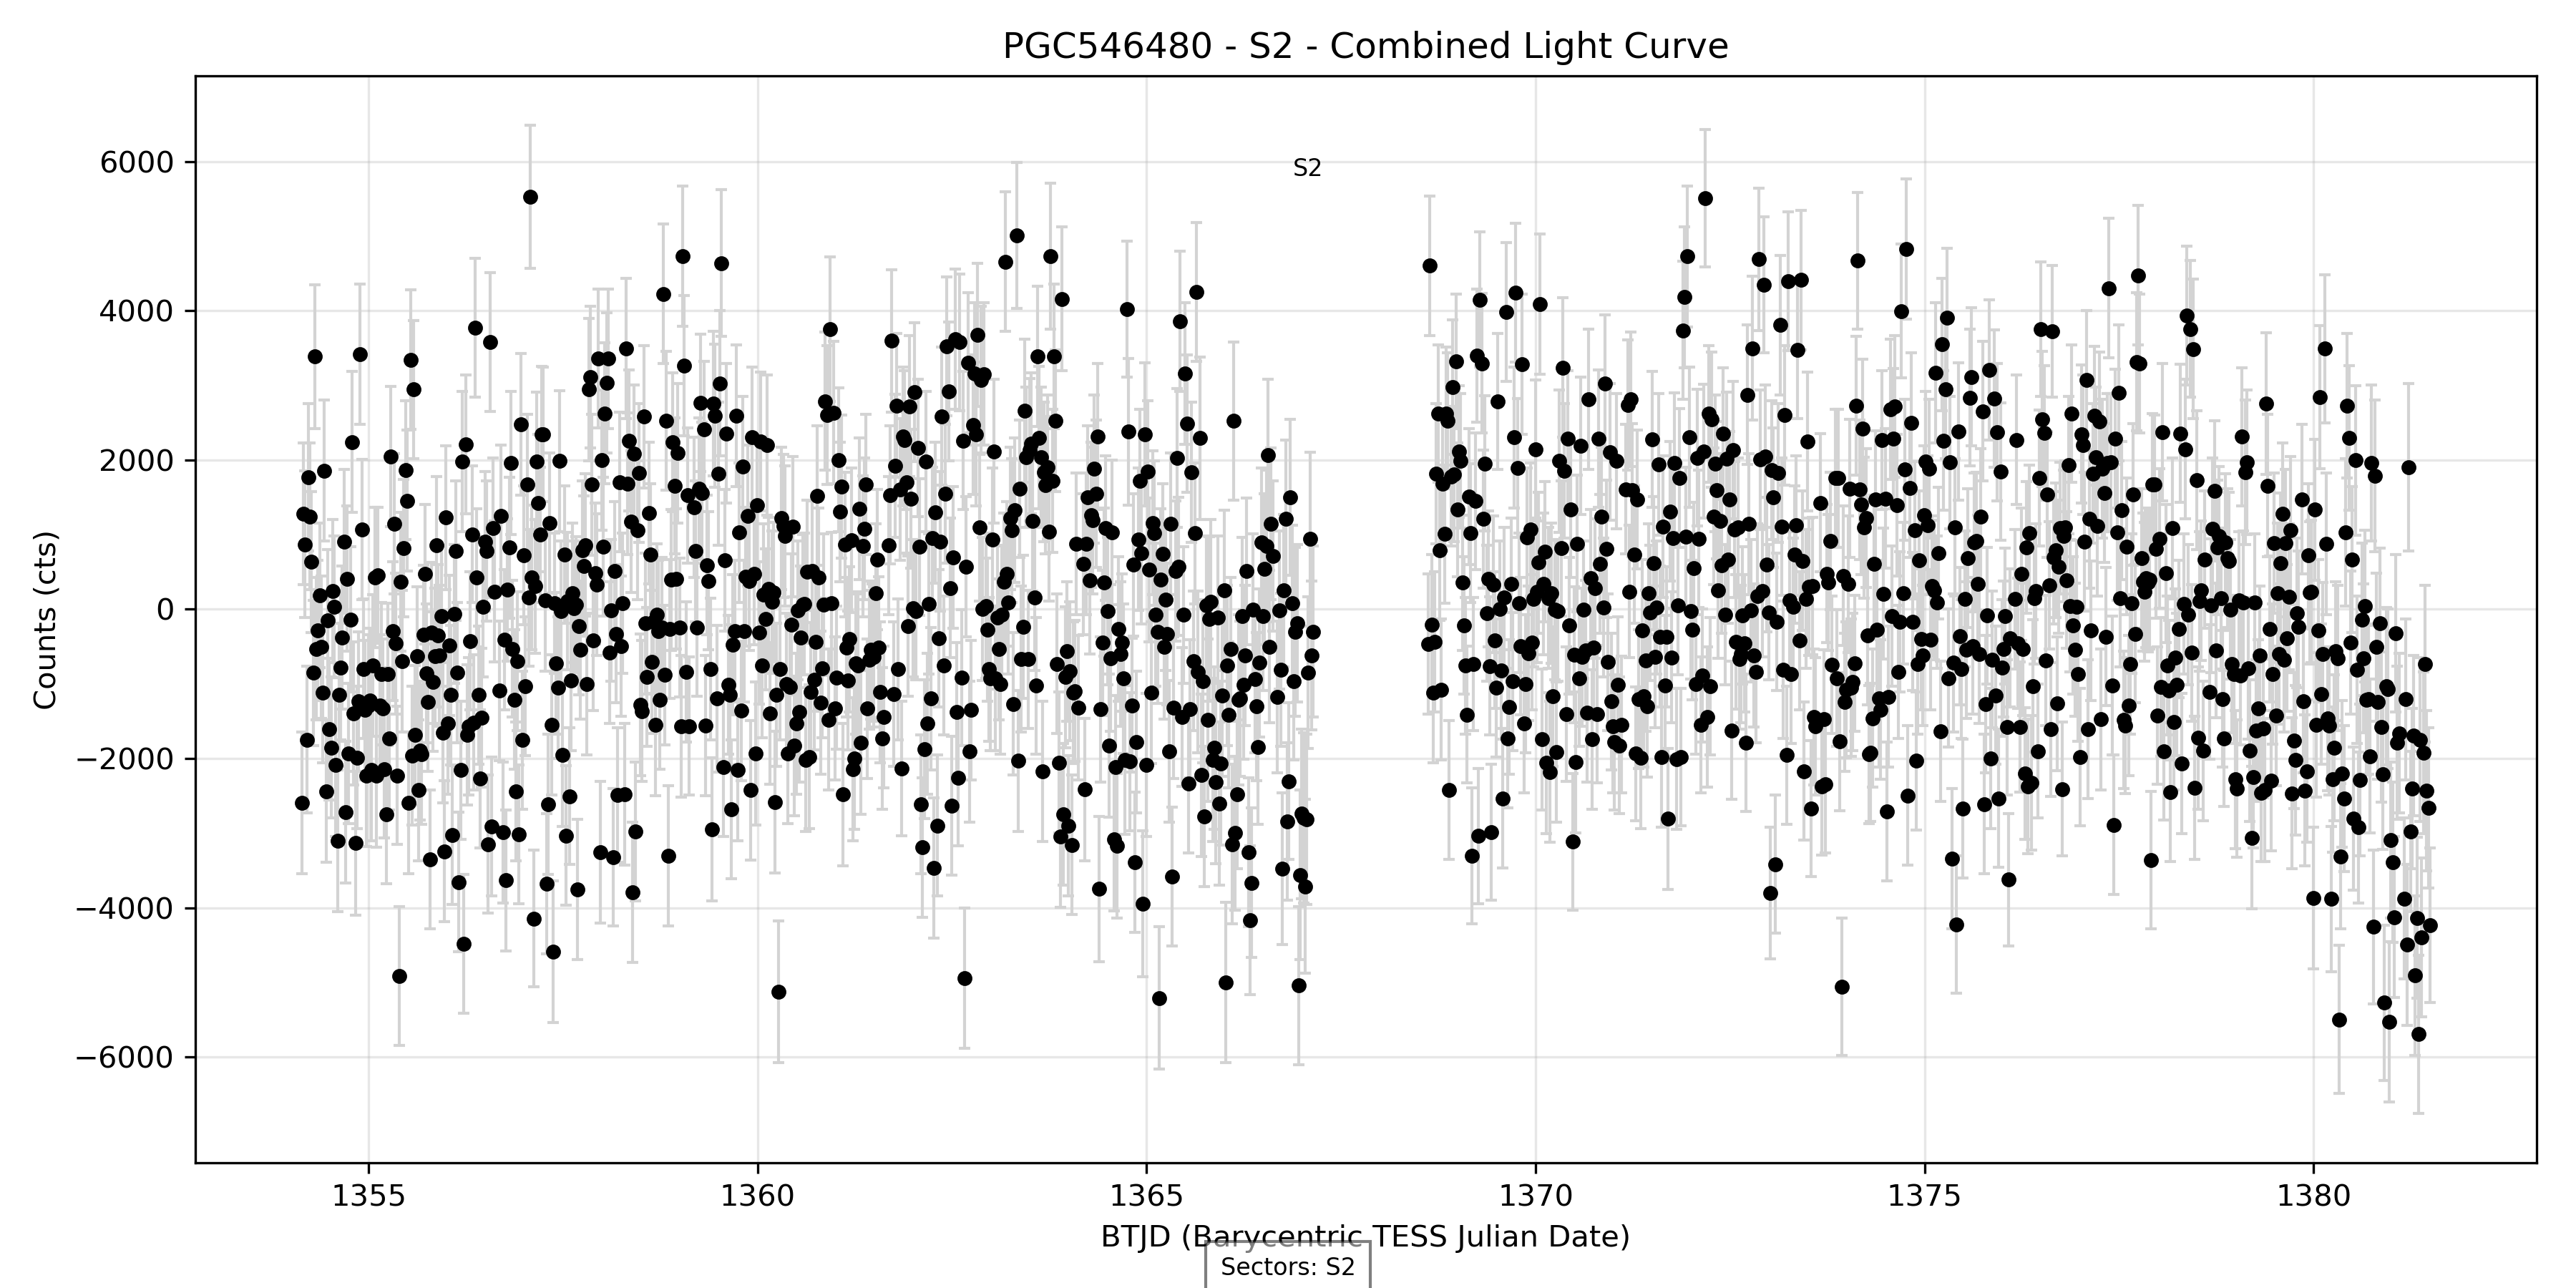 PGC546480 - S2 - Combined Light Curve
6000
4000
2000
0
−2000
−4000
−6000
Counts (cts)
S2
1355
1360
1365
1370
1375
1380
BTJD (Barycentric TESS Julian Date)
Sectors: S2